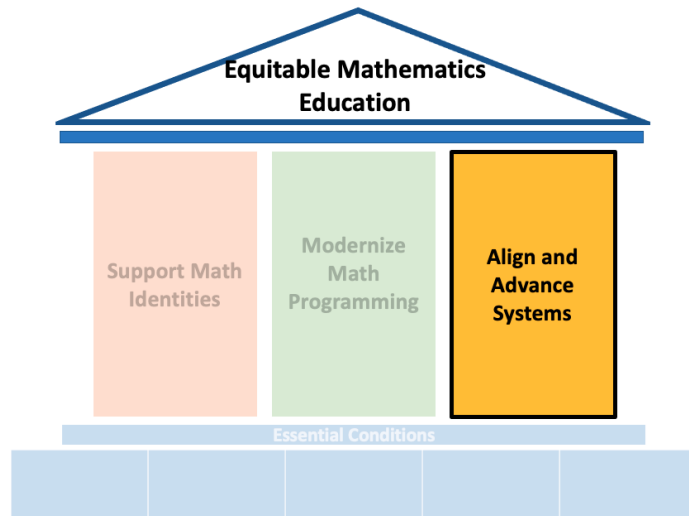 Equitable Mathematics
Education
Support Math
Identities
Modernize
Math
Programming
Align and
Advance
Systems
Essential Conditions